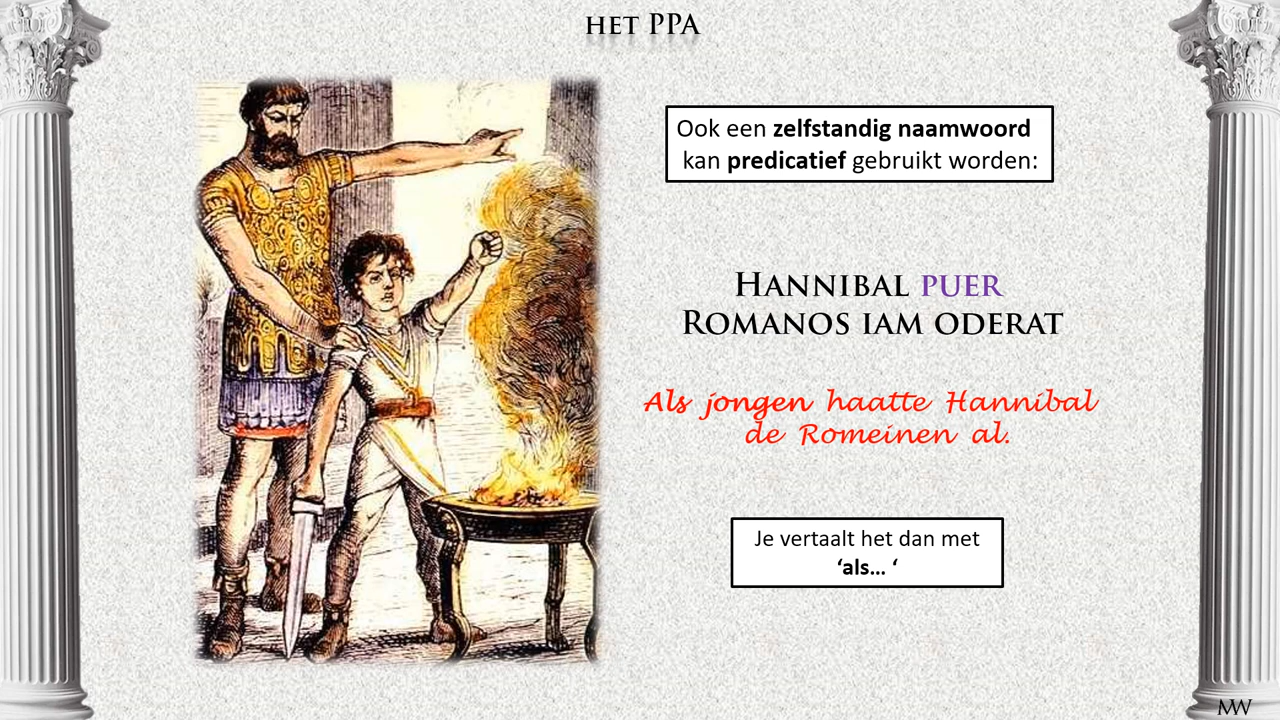 HET PPA
Ook een zelfstandig naamwoord
kan predicatief gebruikt worden:
HANNIBAL PUER
ROMANOS IAM ODERAT
Als jongen haatte Hannibal
de Romeinen al.
Je vertaalt het dan met
‘als… ‘
MW